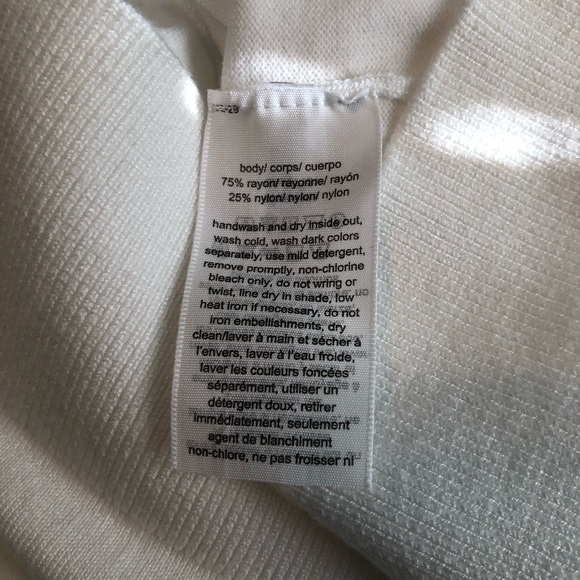 body/ corps/ cuerpo
75% rayon/ rayonne/ rayón
25% nylon/ nylon/ nylon
handwash and dry inside out,
wash cold, wash dark colors
separately, use mild detergent,
remove promptly, non-chlorine
bleach only, do not wring or
twist, line dry in shade, low
heat iron if necessary, do not
iron embellishments, dry
clean/laver à main et sécher à
l'envers, laver à l'eau froide,
laver les couleurs foncées
séparément, utiliser un
détergent doux, retirer
immédiatement, seulement
agent de blanchiment
non-chlore, ne pas froisser ni